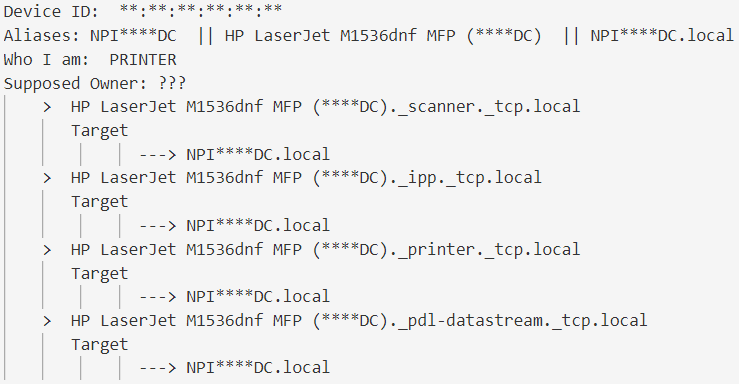 Device ID: **:**:**:**:**:**
Aliases: NPI****DC || HP LaserJet M1536dnf MFP (****DC) || NPI****DC.local
Who I am: PRINTER
Supposed Owner: ???
> HP LaserJet M1536dnf MFP (****DC)._scanner._tcp.local
Target
---> NPI****DC.local
> HP LaserJet M1536dnf MFP (****DC)._ipp._tcp.local
Target
---> NPI****DC.local
> HP LaserJet M1536dnf MFP (****DC)._printer._tcp.local
Target
---> NPI****DC.local
> HP LaserJet M1536dnf MFP (****DC)._pdl-datastream._tcp.local
Target
---> NPI****DC.local